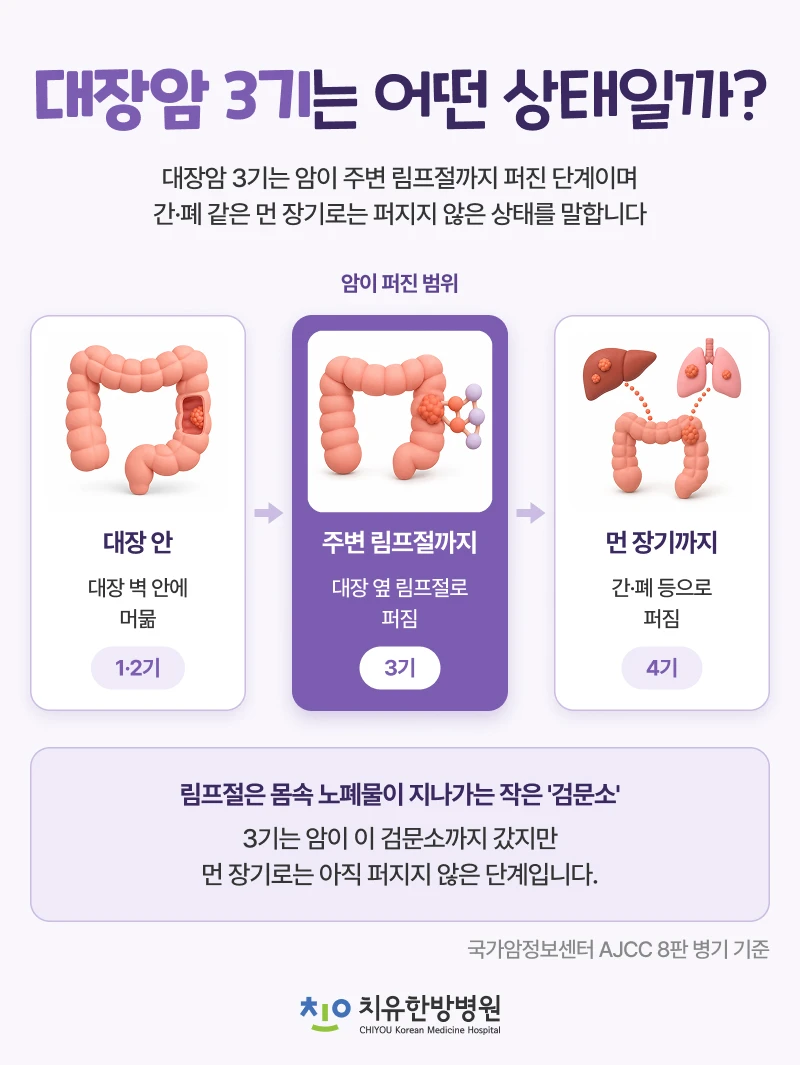 대장암 3기는 어떤 상태일까?
대장암 3기는 암이 주변 림프절까지 퍼진 단계이며
간·폐 같은 먼 장기로는 퍼지지 않은 상태를 말합니다
암이 퍼진 범위
대장 안
대장 벽 안에
머묾
1·2기
주변 림프절까지
대장 옆 림프절로
퍼짐
3기
먼 장기까지
간·폐 등으로
퍼짐
4기
림프절은 몸속 노폐물이 지나가는 작은 '검문소'
3기는 암이 이 검문소까지 갔지만
먼 장기로는 아직 퍼지지 않은 단계입니다.
국가암정보센터 AJCC 8판 병기 기준
치유 치유한방병원
CHIYOU Korean Medicine Hospital